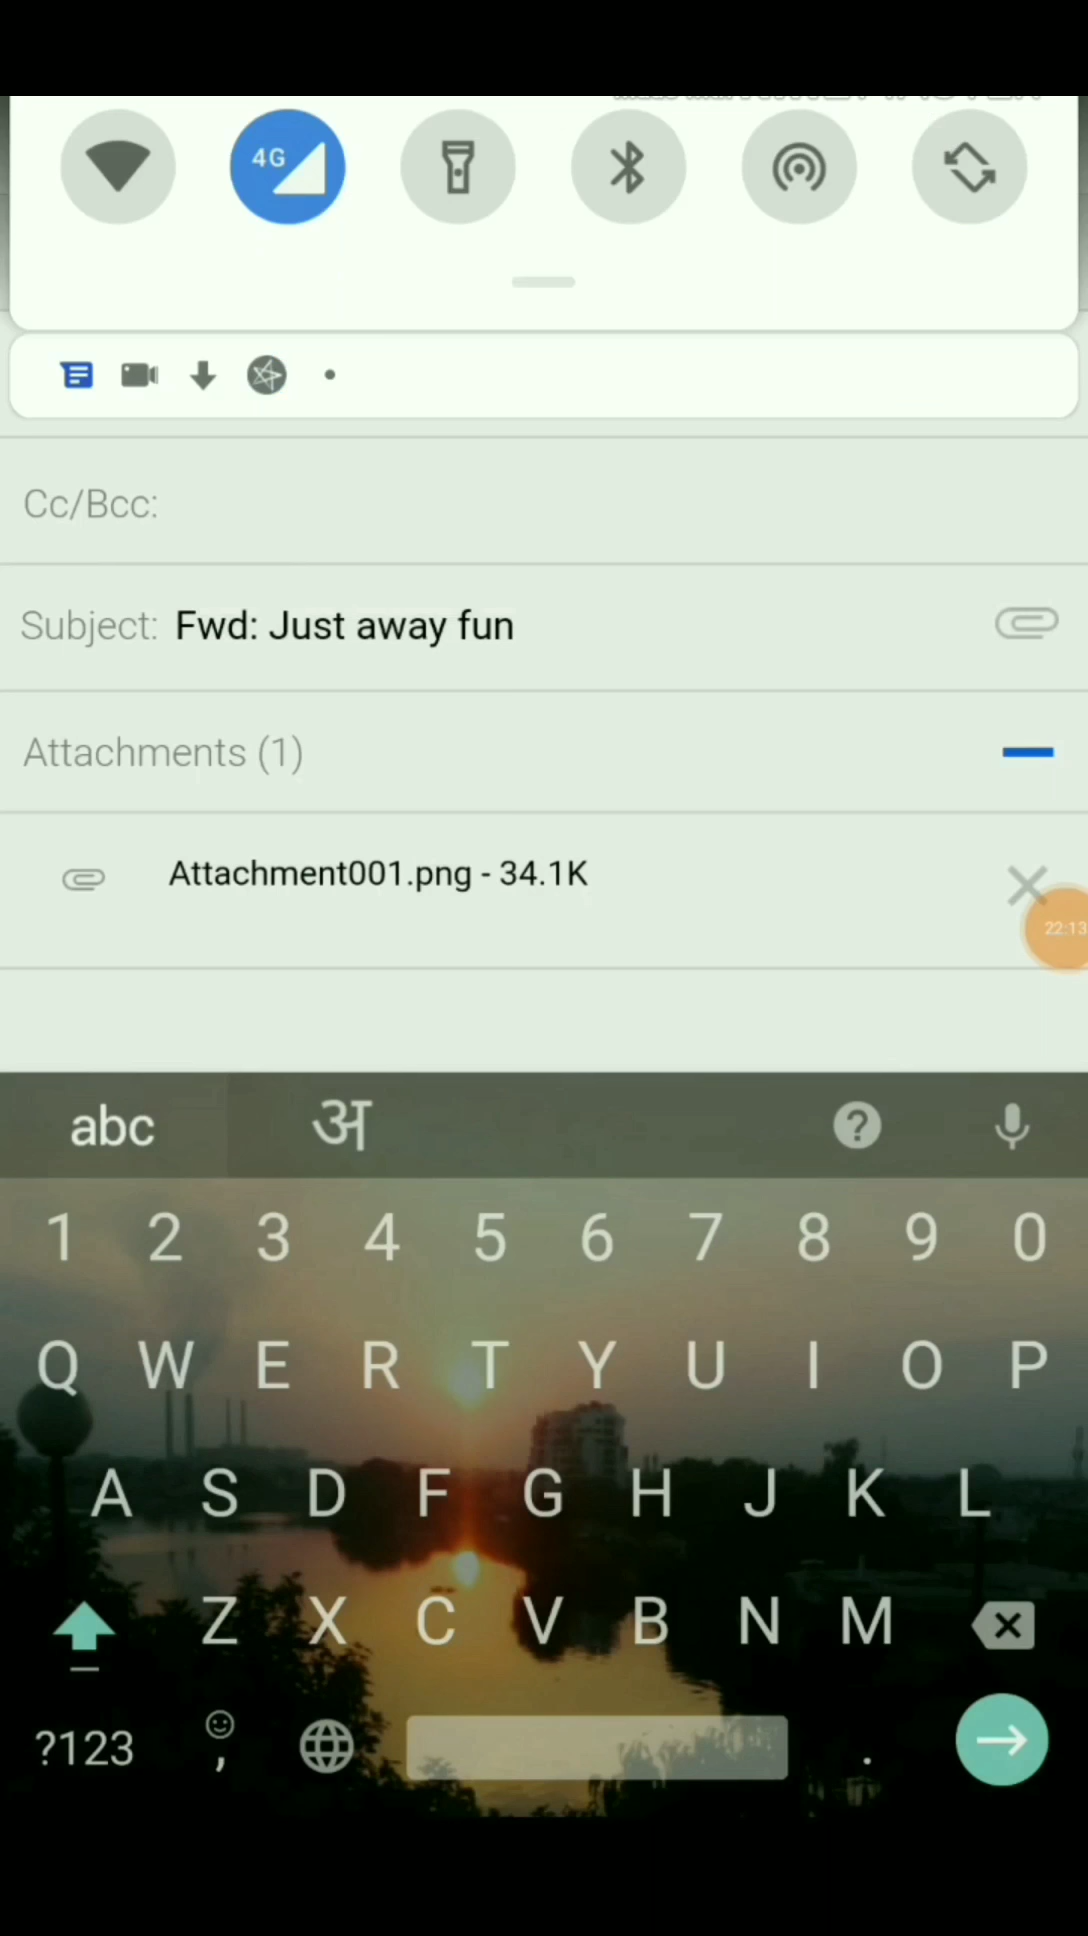 4G
Cc/Bcc:
Subject: Fwd: Just away fun
Attachments (1)
Attachment001.png - 34.1K
22:13
abc अ ?
1 2 3 4 5 6 7 8 9 0
Q W E R T Y U I O P
A S D F G H J K L
Z X C V B N M
?123 , .